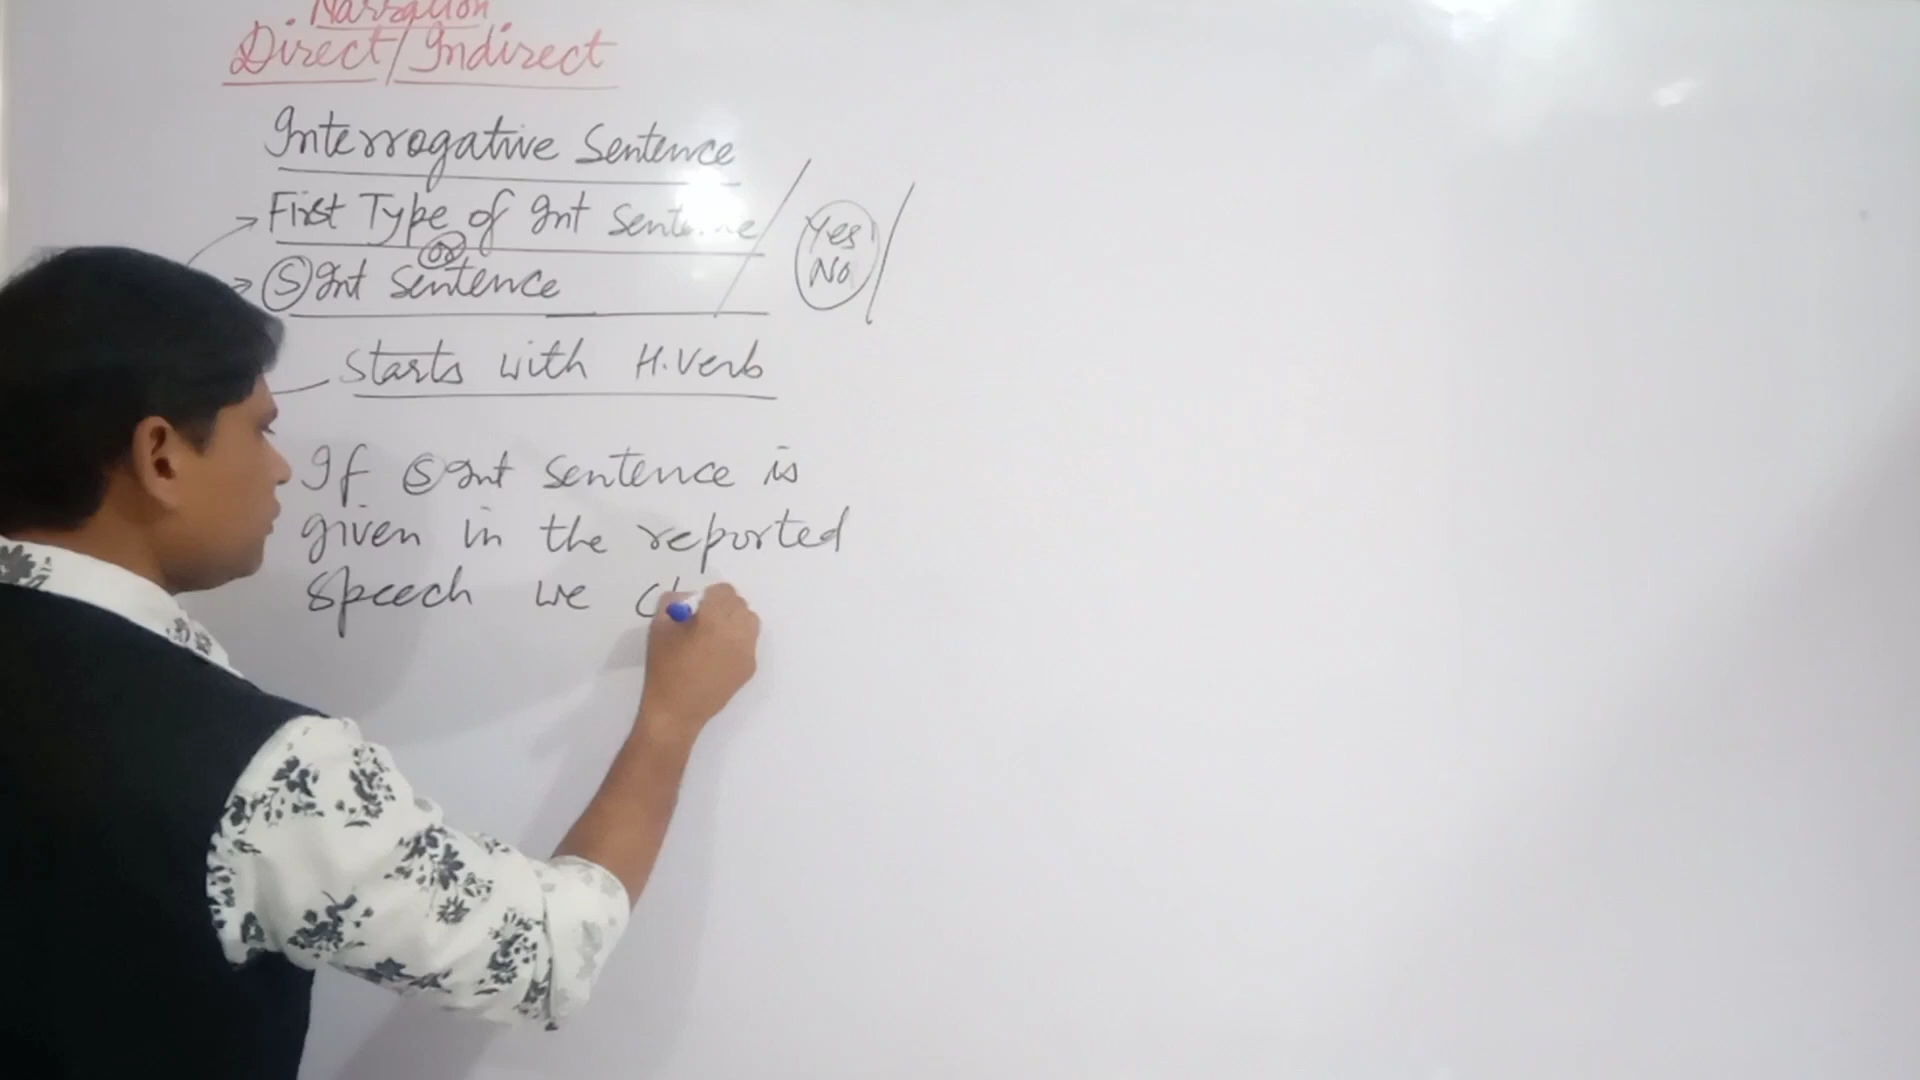 Narration
Direct/Indirect
Interrogative Sentence
First Type of Int Sentence
or
S Int Sentence
Yes
No
Starts with H.Verb
If S Int sentence is
given in the reported
speech we